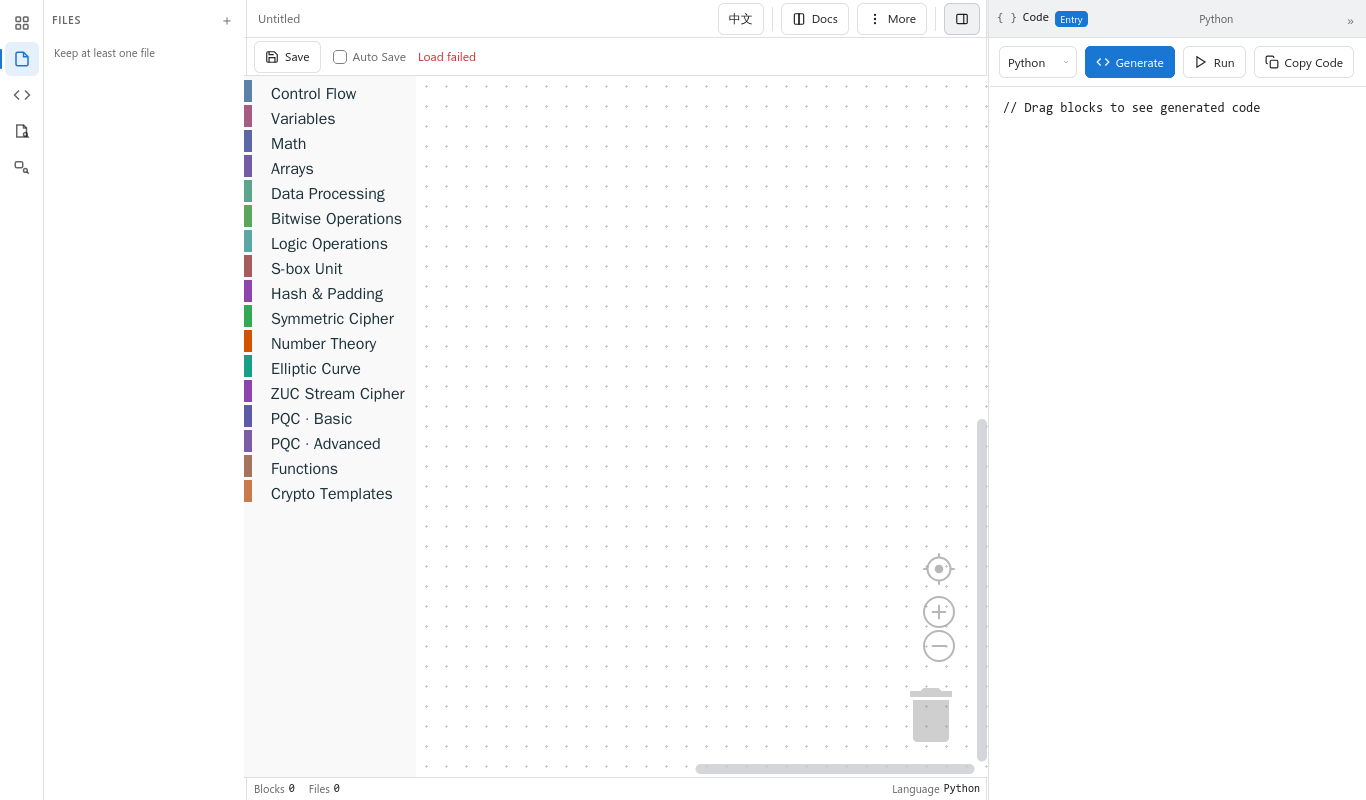 FILES
+
Keep at least one file
Untitled
中文
Docs
More
Save
Auto Save
Load failed
Control Flow
Variables
Math
Arrays
Data Processing
Bitwise Operations
Logic Operations
S-box Unit
Hash & Padding
Symmetric Cipher
Number Theory
Elliptic Curve
ZUC Stream Cipher
PQC · Basic
PQC · Advanced
Functions
Crypto Templates
Blocks 0 Files 0
Language Python
{ } Code Entry
Python
»
Python
Generate
Run
Copy Code
// Drag blocks to see generated code